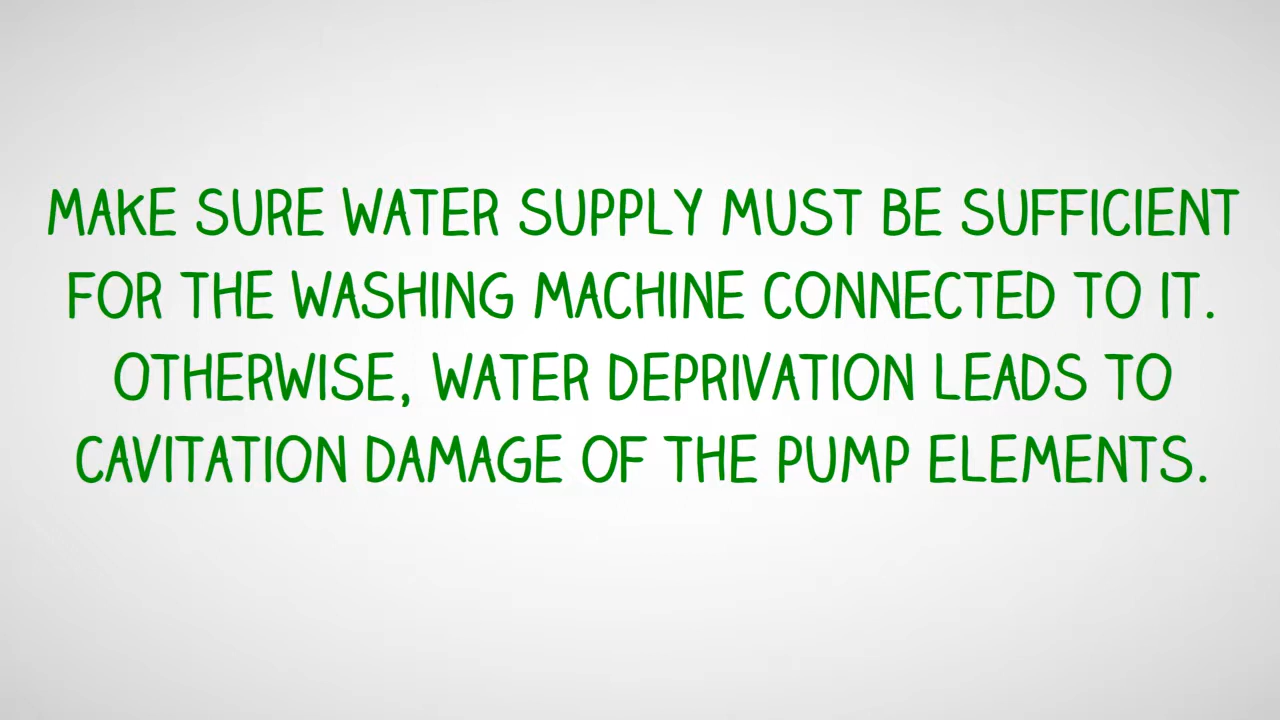 MAKE SURE WATER SUPPLY MUST BE SUFFICIENT
FOR THE WASHING MACHINE CONNECTED TO IT.
OTHERWISE, WATER DEPRIVATION LEADS TO
CAVITATION DAMAGE OF THE PUMP ELEMENTS.